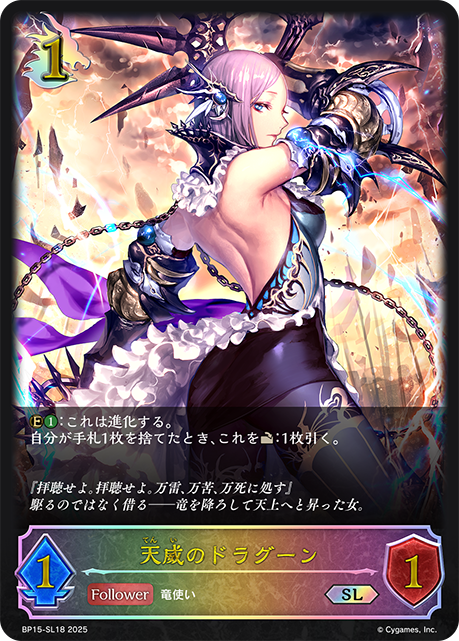 1
E1:これは進化する。
自分が手札1枚を捨てたとき、これを:1枚引く。
『拝聴せよ。拝聴せよ。万雷、万苦、万死に処す』
駆るのではなく借る──竜を降ろして天上へと昇った女。
てんい
天威のドラグーン
1
1
Follower 竜使い
SL
BP15-SL18 2025
© Cygames, Inc.